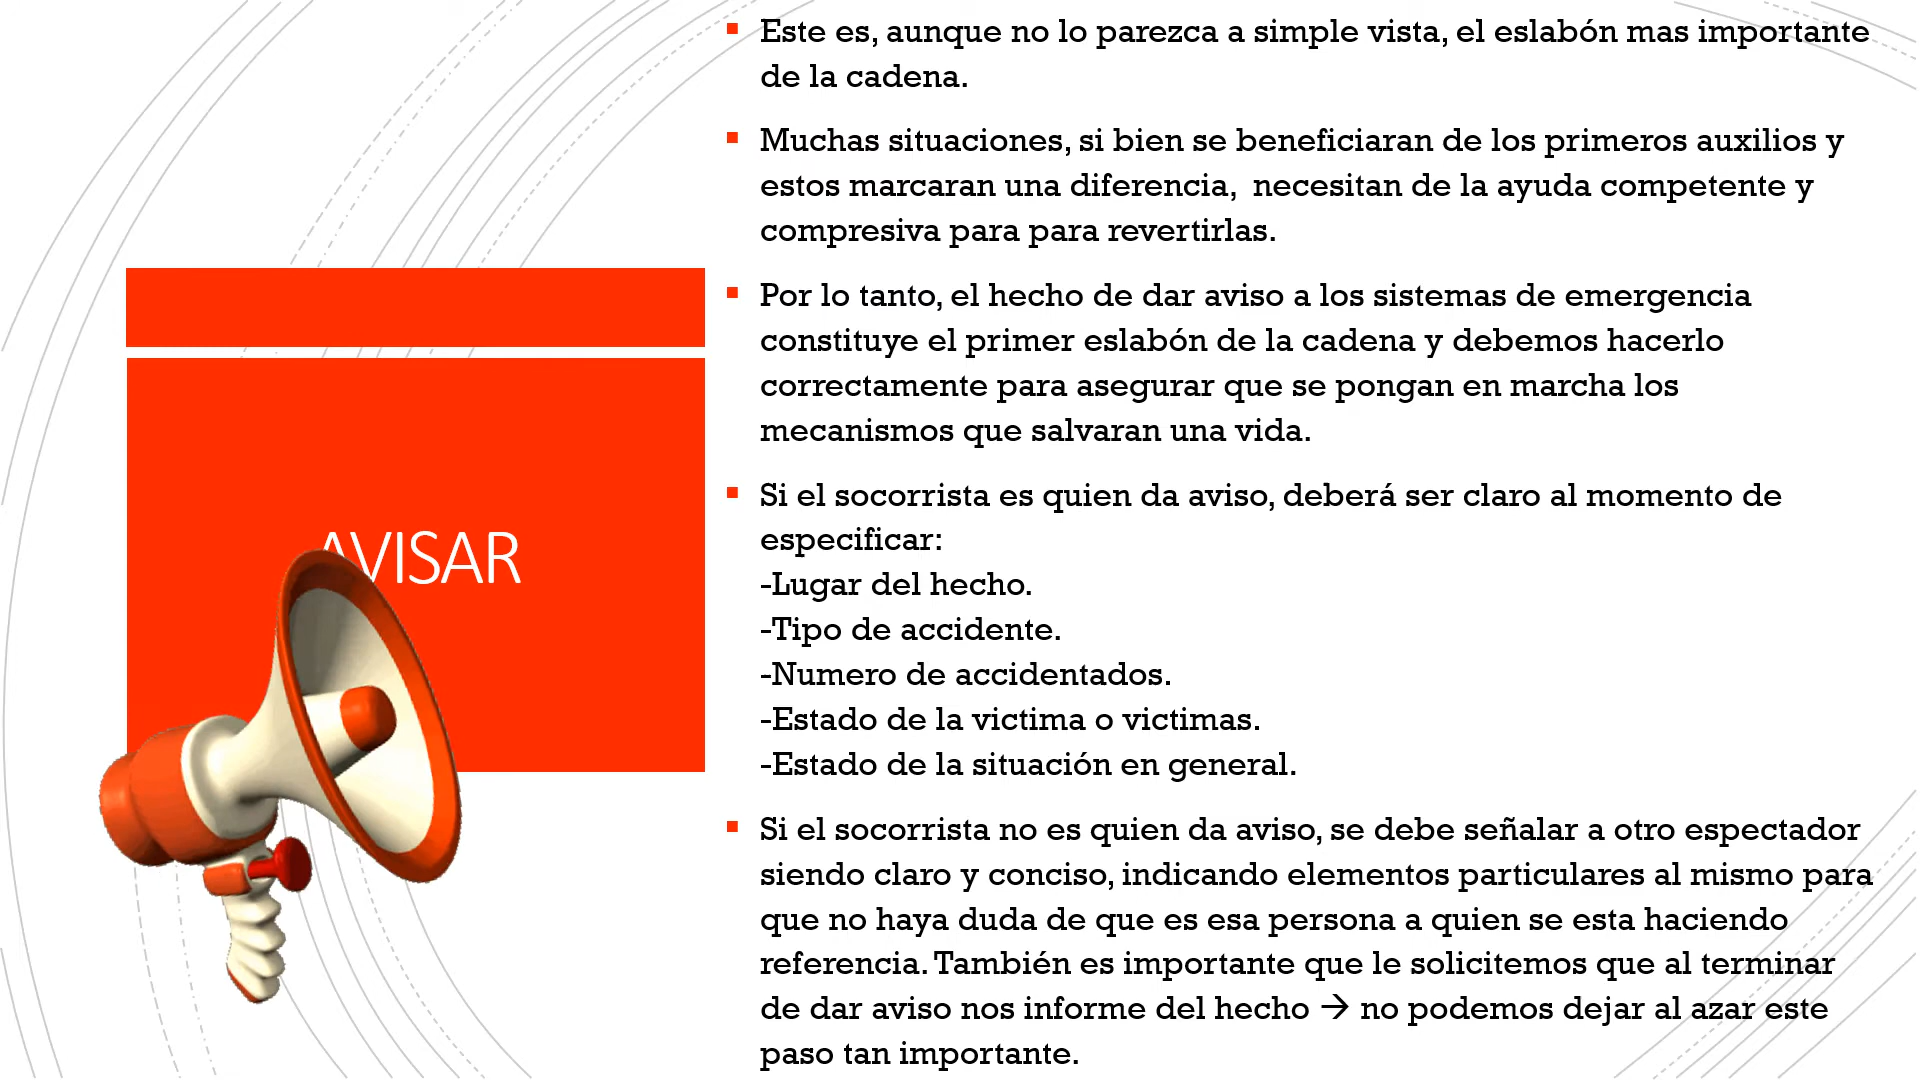 AVISAR
Este es, aunque no lo parezca a simple vista, el eslabón mas importante
de la cadena.
Muchas situaciones, si bien se beneficiaran de los primeros auxilios y
estos marcaran una diferencia,  necesitan de la ayuda competente y
compresiva para para revertirlas.
Por lo tanto, el hecho de dar aviso a los sistemas de emergencia
constituye el primer eslabón de la cadena y debemos hacerlo
correctamente para asegurar que se pongan en marcha los
mecanismos que salvaran una vida.
Si el socorrista es quien da aviso, deberá ser claro al momento de
especificar:
-Lugar del hecho.
-Tipo de accidente.
-Numero de accidentados.
-Estado de la victima o victimas.
-Estado de la situación en general.
Si el socorrista no es quien da aviso, se debe señalar a otro espectador
siendo claro y conciso, indicando elementos particulares al mismo para
que no haya duda de que es esa persona a quien se esta haciendo
referencia. También es importante que le solicitemos que al terminar
de dar aviso nos informe del hecho → no podemos dejar al azar este
paso tan importante.